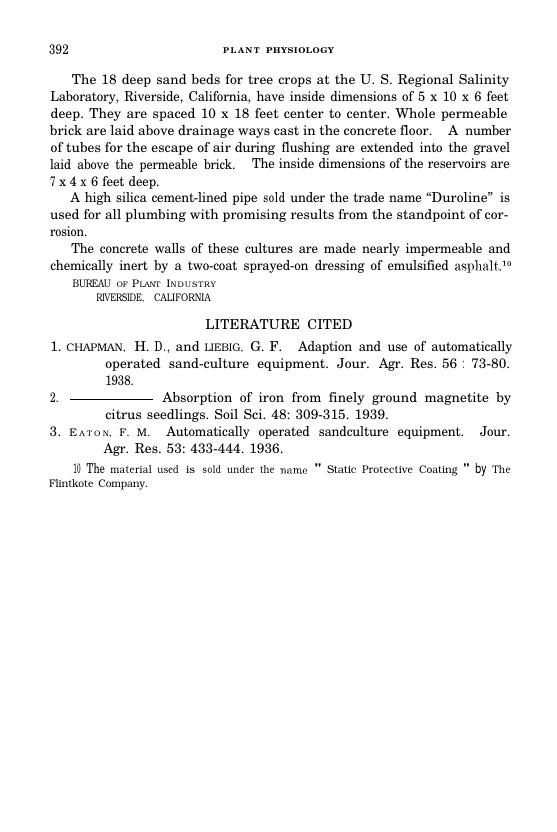 392 PLANT PHYSIOLOGY
The 18 deep sand beds for tree crops at the U. S. Regional Salinity
Laboratory, Riverside, California, have inside dimensions of 5 x 10 x 6 feet
deep. They are spaced 10 x 18 feet center to center. Whole permeable
brick are laid above drainage ways cast in the concrete floor. A number
of tubes for the escape of air during flushing are extended into the gravel
laid above the permeable brick. The inside dimensions of the reservoirs are
7 x 4 x 6 feet deep.
A high silica cement-lined pipe sold under the trade name “Duroline” is
used for all plumbing with promising results from the standpoint of cor-
rosion.
The concrete walls of these cultures are made nearly impermeable and
chemically inert by a two-coat sprayed-on dressing of emulsified asphalt.¹⁰
BUREAU OF PLANT INDUSTRY
RIVERSIDE, CALIFORNIA
LITERATURE CITED
1. CHAPMAN, H. D., and LIEBIG, G. F. Adaption and use of automatically
operated sand-culture equipment. Jour. Agr. Res. 56 : 73-80.
1938.
2. ———— Absorption of iron from finely ground magnetite by
citrus seedlings. Soil Sci. 48: 309-315. 1939.
3. EATON, F. M. Automatically operated sandculture equipment. Jour.
Agr. Res. 53: 433-444. 1936.
10 The material used is sold under the name " Static Protective Coating " by The
Flintkote Company.